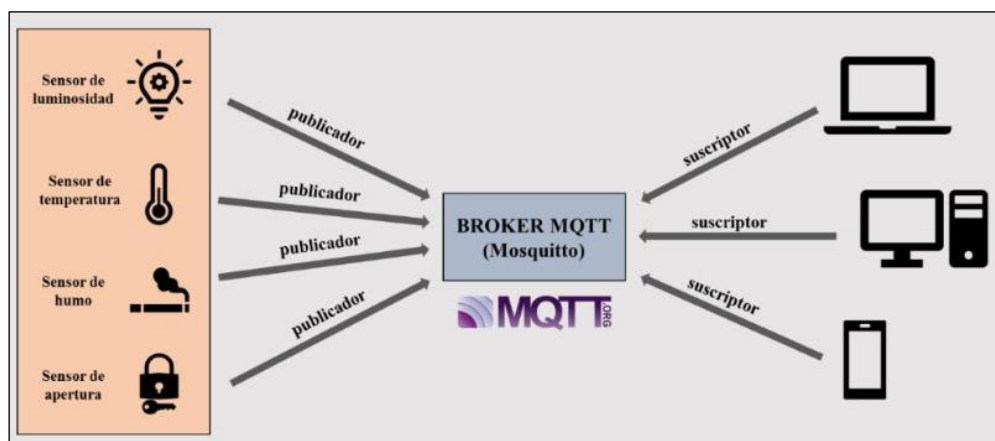 Sensor de
luminosidad
publicador
Sensor de
temperatura
publicador
Sensor de
humo
publicador
Sensor de
apertura
publicador
BROKER MQTT
(Mosquitto)
MQTT.ORG
suscriptor
suscriptor
suscriptor